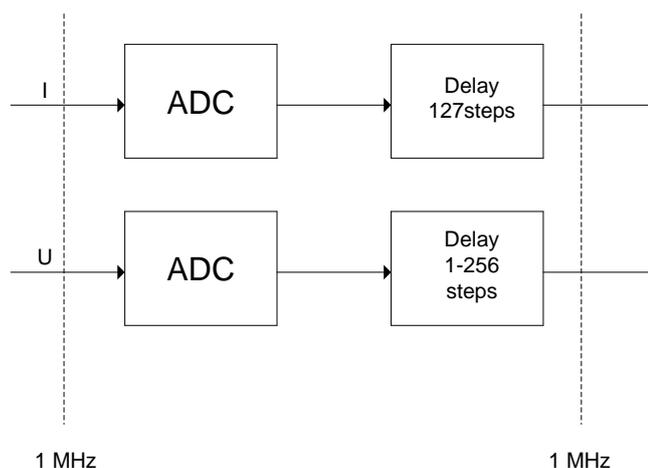 I
ADC
Delay
127steps
U
ADC
Delay
1-256
steps
1 MHz
1 MHz